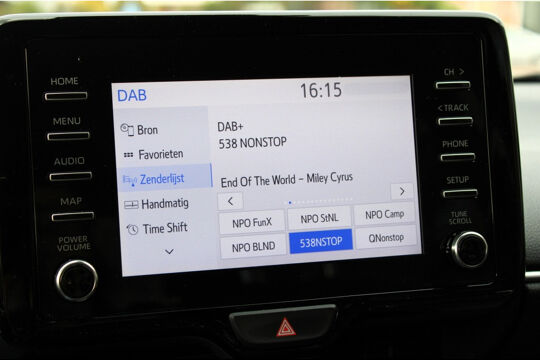 HOME
MENU
AUDIO
MAP
POWER
VOLUME
DAB
16:15
Bron
Favorieten
Zenderlijst
Handmatig
Time Shift
DAB+
538 NONSTOP
End Of The World – Miley Cyrus
NPO FunX
NPO StNL
NPO Camp
NPO BLND
538NSTOP
QNonstop
CH >
< TRACK
PHONE
SETUP
TUNE
SCROLL